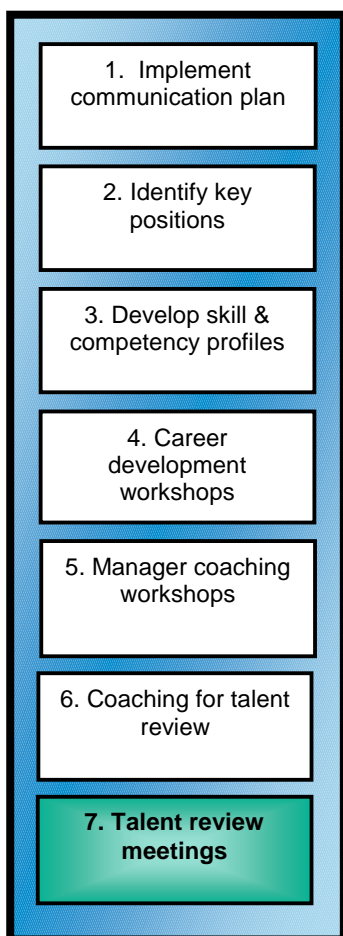 1. Implement
communication plan
2. Identify key
positions
3. Develop skill &
competency profiles
4. Career
development
workshops
5. Manager coaching
workshops
6. Coaching for talent
review
7. Talent review
meetings